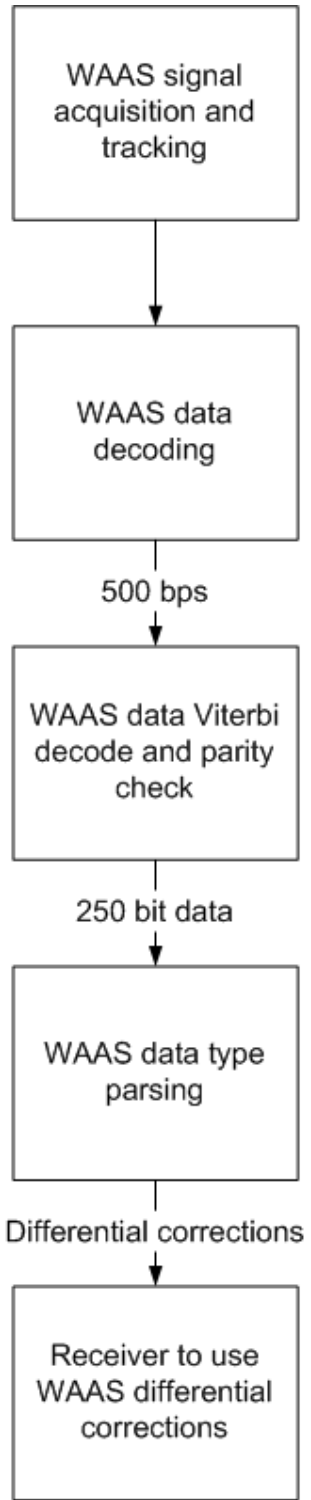 WAAS signal
acquisition and
tracking
WAAS data
decoding
500 bps
WAAS data Viterbi
decode and parity
check
250 bit data
WAAS data type
parsing
Differential corrections
Receiver to use
WAAS differential
corrections